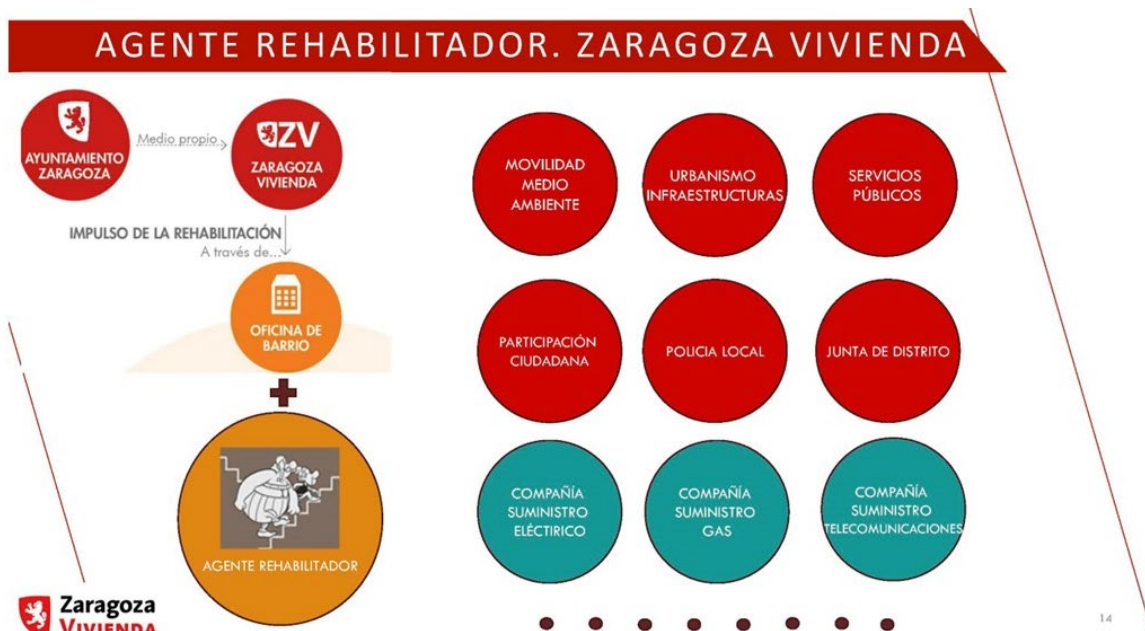 AGENTE REHABILITADOR. ZARAGOZA VIVIENDA
AYUNTAMIENTO
ZARAGOZA
Medio propio
ZV
ZARAGOZA
VIVIENDA
IMPULSO DE LA REHABILITACIÓN
A través de...
OFICINA DE
BARRIO
AGENTE REHABILITADOR
MOVILIDAD
MEDIO
AMBIENTE
URBANISMO
INFRAESTRUCTURAS
SERVICIOS
PÚBLICOS
PARTICIPACIÓN
CIUDADANA
POLICIA LOCAL
JUNTA DE DISTRITO
COMPAÑÍA
SUMINISTRO
ELÉCTRICO
COMPAÑÍA
SUMINISTRO
GAS
COMPAÑÍA
SUMINISTRO
TELECOMUNICACIONES
Zaragoza
VIVIENDA
14